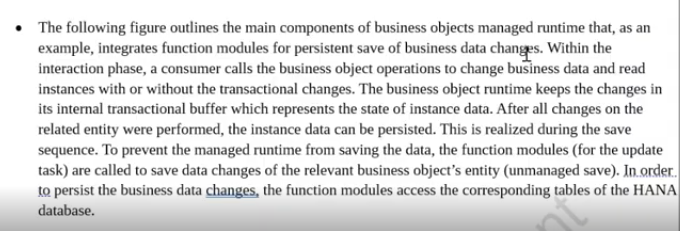 • The following figure outlines the main components of business objects managed runtime that, as an
example, integrates function modules for persistent save of business data changes. Within the
interaction phase, a consumer calls the business object operations to change business data and read
instances with or without the transactional changes. The business object runtime keeps the changes in
its internal transactional buffer which represents the state of instance data. After all changes on the
related entity were performed, the instance data can be persisted. This is realized during the save
sequence. To prevent the managed runtime from saving the data, the function modules (for the update
task) are called to save data changes of the relevant business object's entity (unmanaged save). In order
to persist the business data changes, the function modules access the corresponding tables of the HANA
database.